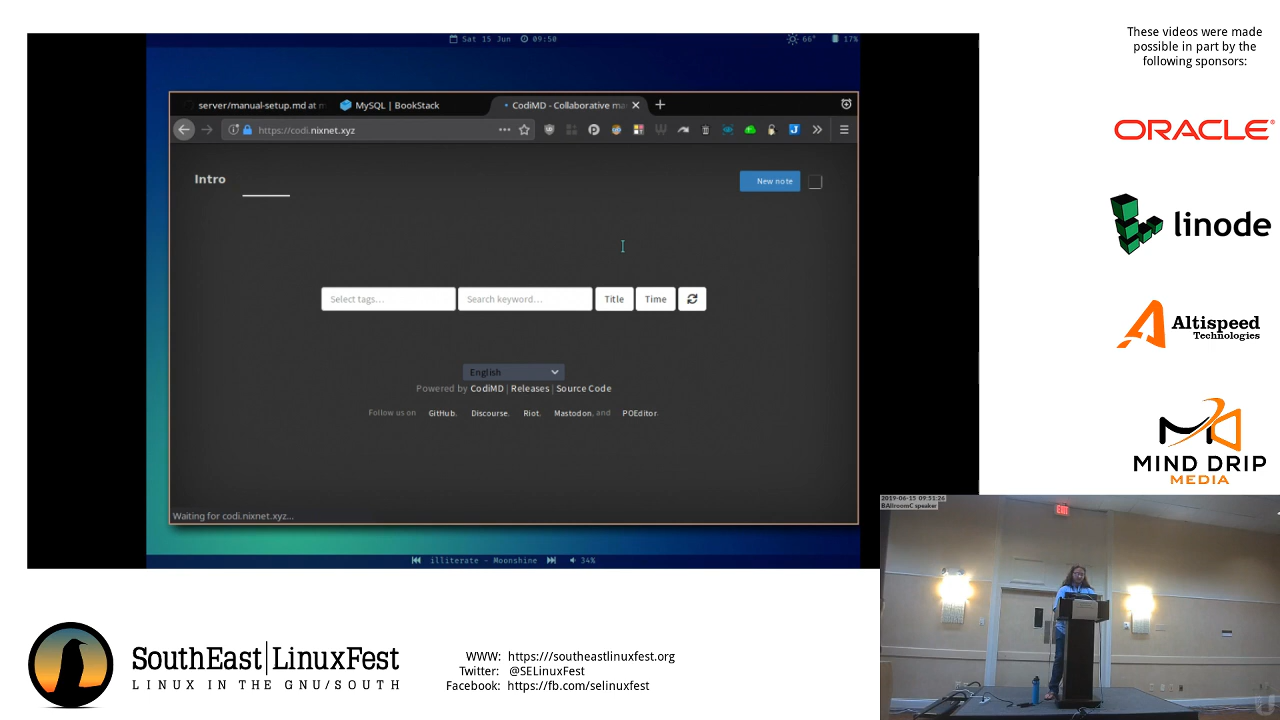 These videos were made
possible in part by the
following sponsors:
ORACLE®
linode
Altispeed
Technologies
MIND DRIP
MEDIA
Sat 15 Jun 09:50
66° 17%
server/manual-setup.md at m
MySQL | BookStack
CodiMD - Collaborative ma
https://codi.nixnet.xyz
Intro
New note
Select tags...
Search keyword...
Title
Time
English
Powered by CodiMD | Releases | Source Code
Follow us on GitHub, Discourse, Riot, Mastodon, and POEditor.
Waiting for codi.nixnet.xyz...
illiterate - Moonshine 34%
2019-06-15 09:51:26
BAllroomC speaker
EXIT
SouthEast LinuxFest
LINUX IN THE GNU/SOUTH
WWW: https:///southeastlinuxfest.org
Twitter: @SELinuxFest
Facebook: https://fb.com/selinuxfest